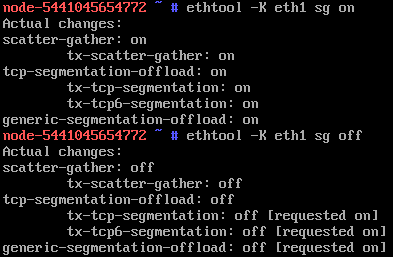 node-5441045654772 ~ # ethtool -K eth1 sg on
Actual changes:
scatter-gather: on
tx-scatter-gather: on
tcp-segmentation-offload: on
tx-tcp-segmentation: on
tx-tcp6-segmentation: on
generic-segmentation-offload: on
node-5441045654772 ~ # ethtool -K eth1 sg off
Actual changes:
scatter-gather: off
tx-scatter-gather: off
tcp-segmentation-offload: off
tx-tcp-segmentation: off [requested on]
tx-tcp6-segmentation: off [requested on]
generic-segmentation-offload: off [requested on]